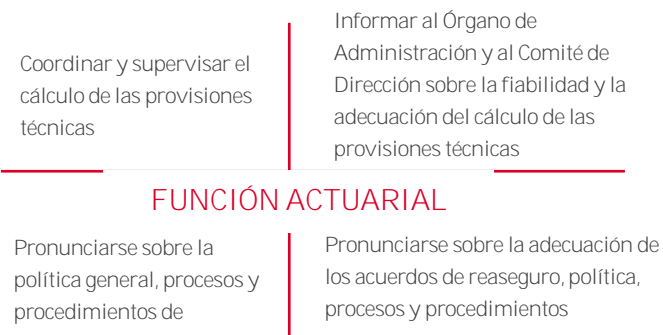 Coordinar y supervisar el
cálculo de las provisiones
técnicas
Informar al Órgano de
Administración y al Comité de
Dirección sobre la fiabilidad y la
adecuación del cálculo de las
provisiones técnicas
FUNCIÓN ACTUARIAL
Pronunciarse sobre la
política general, procesos y
procedimientos de
Pronunciarse sobre la adecuación de
los acuerdos de reaseguro, política,
procesos y procedimientos